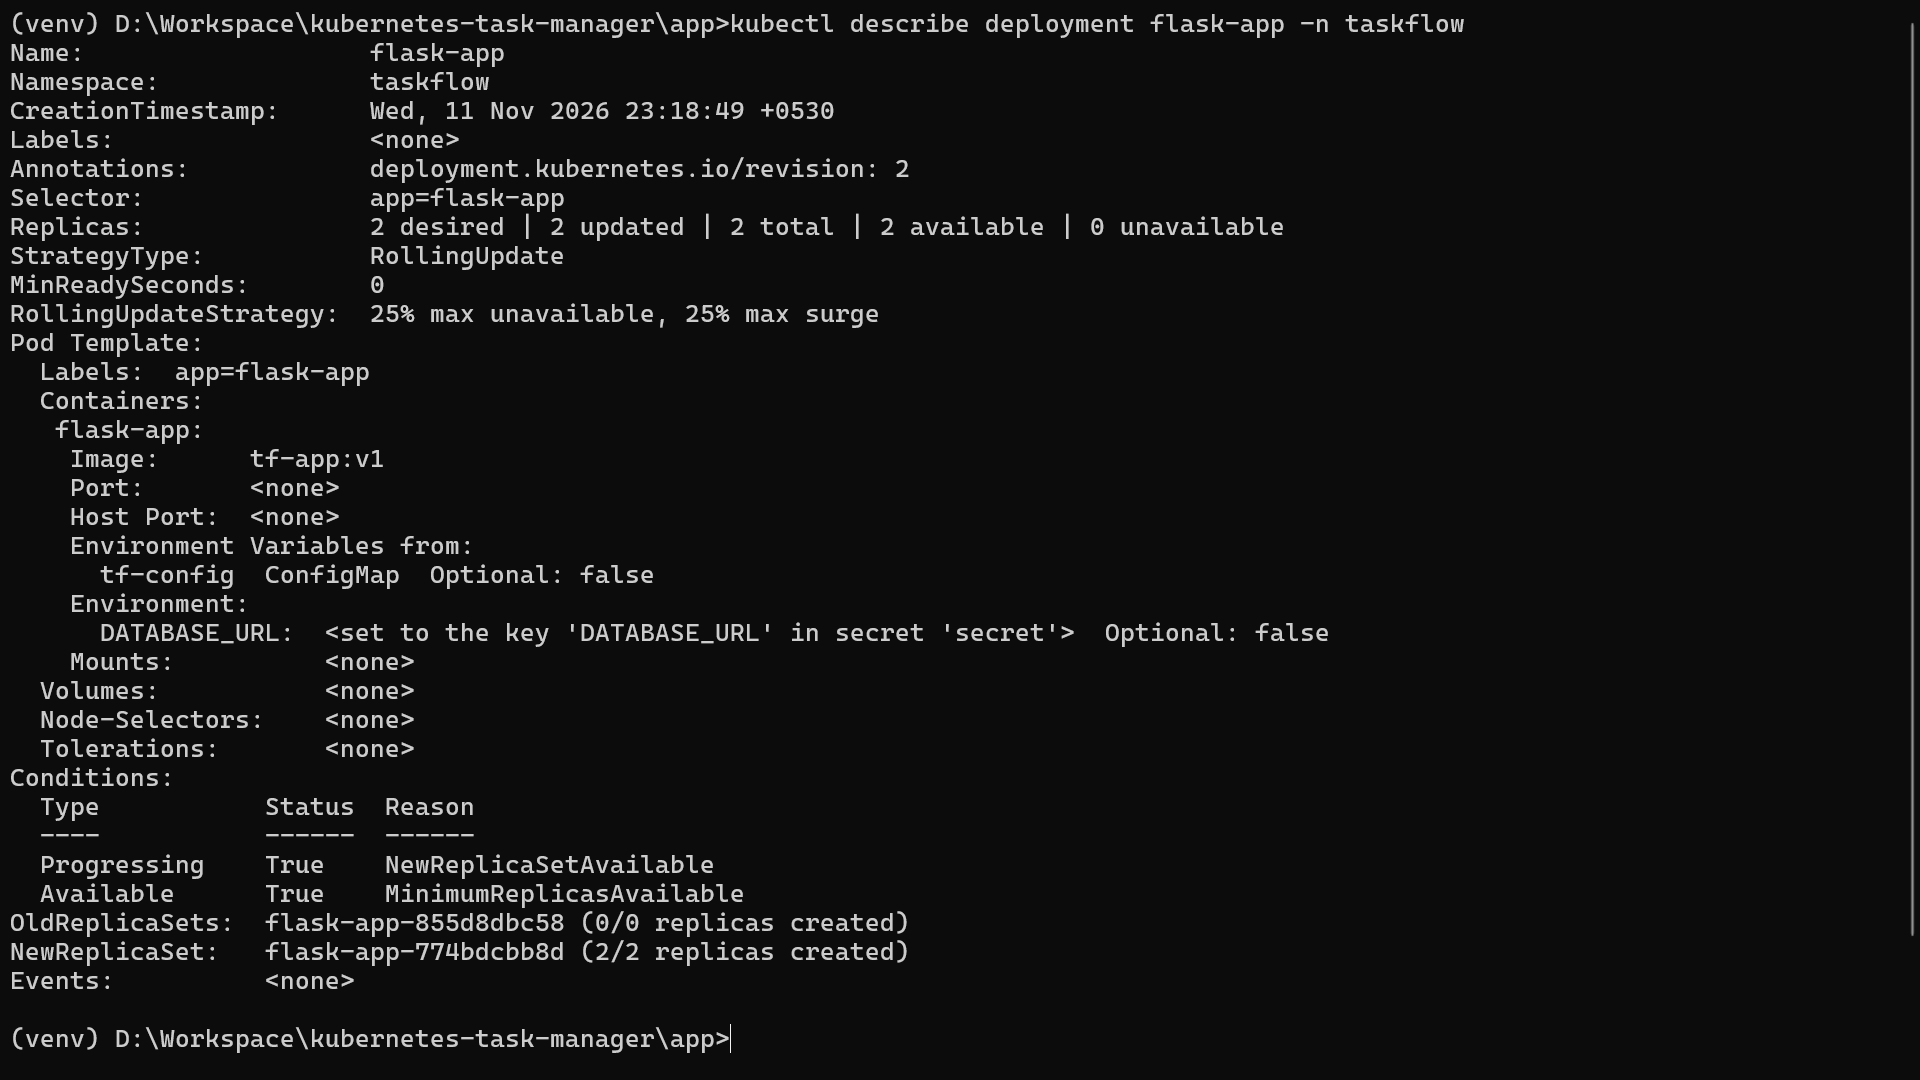 (venv) D:\Workspace\kubernetes-task-manager\app>kubectl describe deployment flask-app -n taskflow
Name:                   flask-app
Namespace:              taskflow
CreationTimestamp:      Wed, 11 Nov 2026 23:18:49 +0530
Labels:                 <none>
Annotations:            deployment.kubernetes.io/revision: 2
Selector:               app=flask-app
Replicas:               2 desired | 2 updated | 2 total | 2 available | 0 unavailable
StrategyType:           RollingUpdate
MinReadySeconds:        0
RollingUpdateStrategy:  25% max unavailable, 25% max surge
Pod Template:
  Labels:  app=flask-app
  Containers:
   flask-app:
    Image:      tf-app:v1
    Port:       <none>
    Host Port:  <none>
    Environment Variables from:
      tf-config  ConfigMap  Optional: false
    Environment:
      DATABASE_URL:  <set to the key 'DATABASE_URL' in secret 'secret'>  Optional: false
    Mounts:          <none>
  Volumes:           <none>
  Node-Selectors:    <none>
  Tolerations:       <none>
Conditions:
  Type           Status  Reason
  ----           ------  ------
  Progressing    True    NewReplicaSetAvailable
  Available      True    MinimumReplicasAvailable
OldReplicaSets:  flask-app-855d8dbc58 (0/0 replicas created)
NewReplicaSet:   flask-app-774bdcbb8d (2/2 replicas created)
Events:          <none>

(venv) D:\Workspace\kubernetes-task-manager\app>